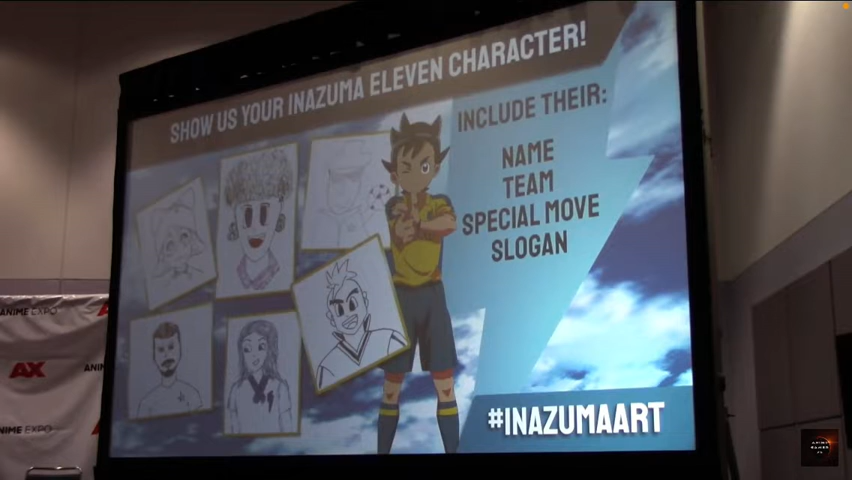 SHOW US YOUR INAZUMA ELEVEN CHARACTER!
INCLUDE THEIR:
NAME
TEAM
SPECIAL MOVE
SLOGAN
#INAZUMAART
ANIME EXPO
AX
ANIM
ANIME EXPO